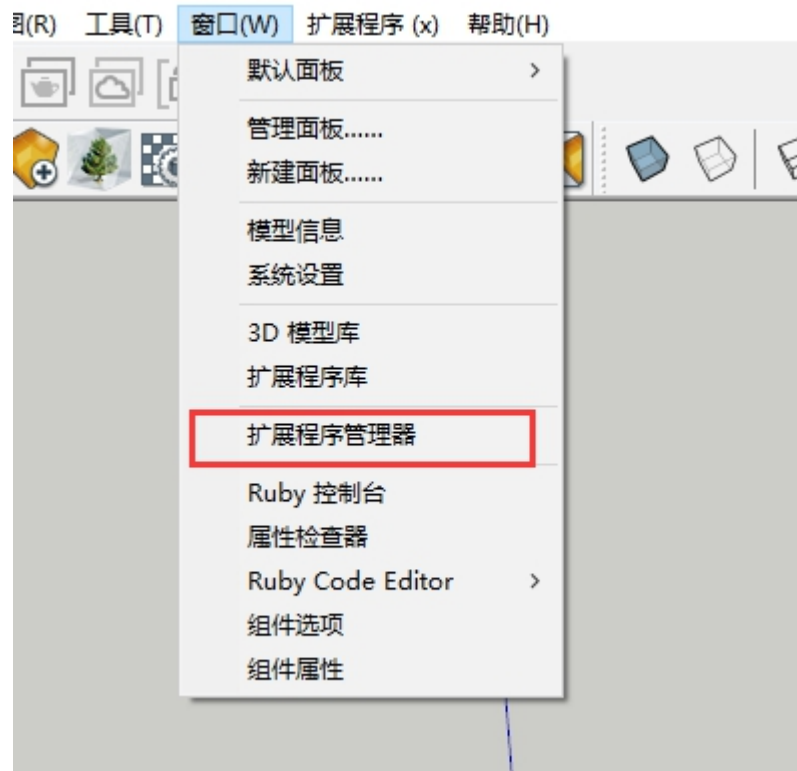 图(R) 工具(T) 窗口(W) 扩展程序 (x) 帮助(H)
默认面板
管理面板......
新建面板......
模型信息
系统设置
3D 模型库
扩展程序库
扩展程序管理器
Ruby 控制台
属性检查器
Ruby Code Editor
组件选项
组件属性